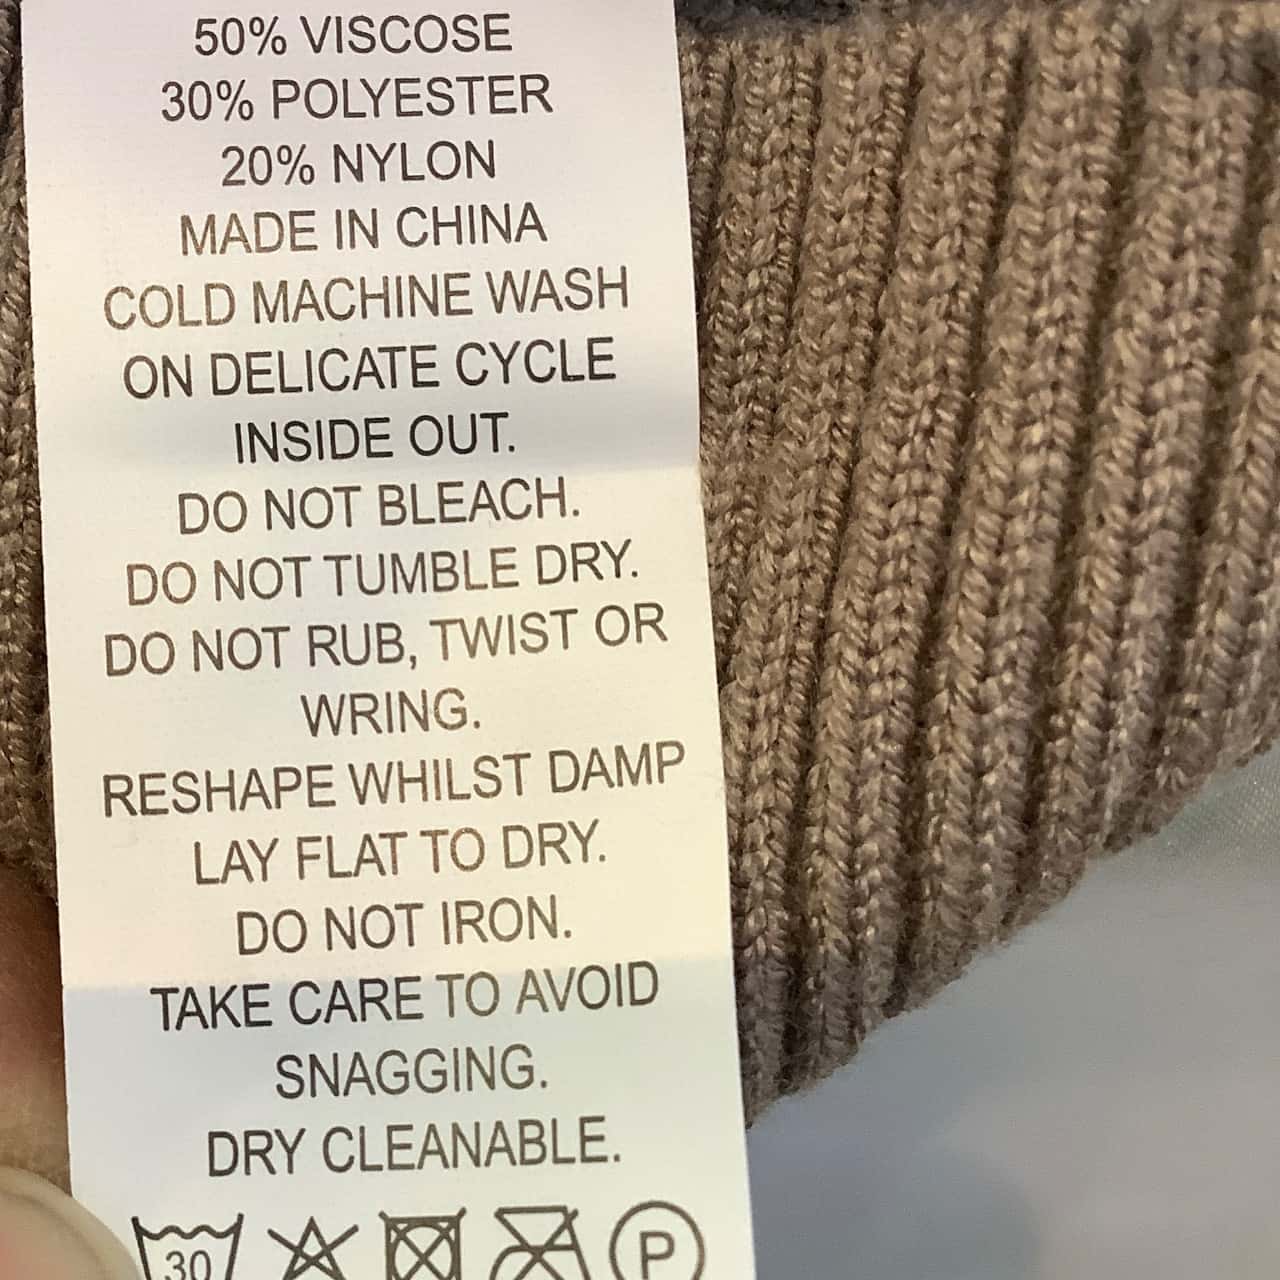 50% VISCOSE
30% POLYESTER
20% NYLON
MADE IN CHINA
COLD MACHINE WASH
ON DELICATE CYCLE
INSIDE OUT.
DO NOT BLEACH.
DO NOT TUMBLE DRY.
DO NOT RUB, TWIST OR
WRING.
RESHAPE WHILST DAMP
LAY FLAT TO DRY.
DO NOT IRON.
TAKE CARE TO AVOID
SNAGGING.
DRY CLEANABLE.
30 P